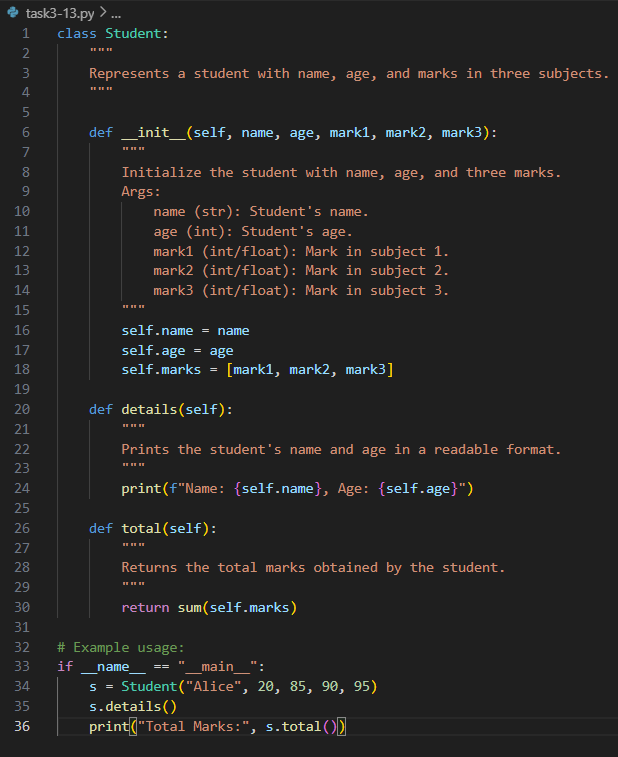 task3-13.py > ...
1 class Student:
2     """
3     Represents a student with name, age, and marks in three subjects.
4     """
5
6     def __init__(self, name, age, mark1, mark2, mark3):
7         """
8         Initialize the student with name, age, and three marks.
9         Args:
10             name (str): Student's name.
11             age (int): Student's age.
12             mark1 (int/float): Mark in subject 1.
13             mark2 (int/float): Mark in subject 2.
14             mark3 (int/float): Mark in subject 3.
15         """
16         self.name = name
17         self.age = age
18         self.marks = [mark1, mark2, mark3]
19
20     def details(self):
21         """
22         Prints the student's name and age in a readable format.
23         """
24         print(f"Name: {self.name}, Age: {self.age}")
25
26     def total(self):
27         """
28         Returns the total marks obtained by the student.
29         """
30         return sum(self.marks)
31
32 # Example usage:
33 if __name__ == "__main__":
34     s = Student("Alice", 20, 85, 90, 95)
35     s.details()
36     print("Total Marks:", s.total())